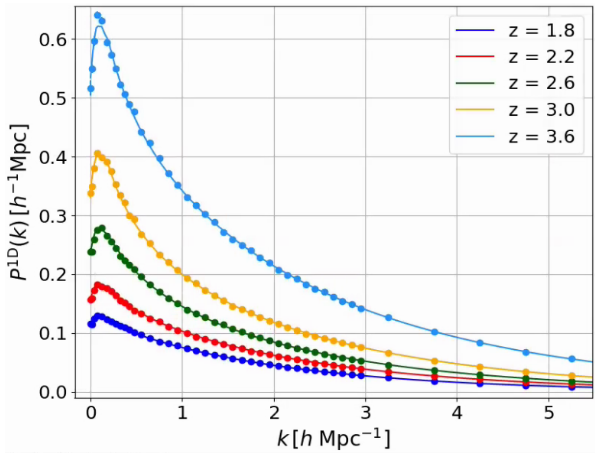 0.6
0.5
0.4
0.3
0.2
0.1
0.0
P¹ᴰ(k) [h⁻¹Mpc]
z = 1.8
z = 2.2
z = 2.6
z = 3.0
z = 3.6
0 1 2 3 4 5
k [h Mpc⁻¹]